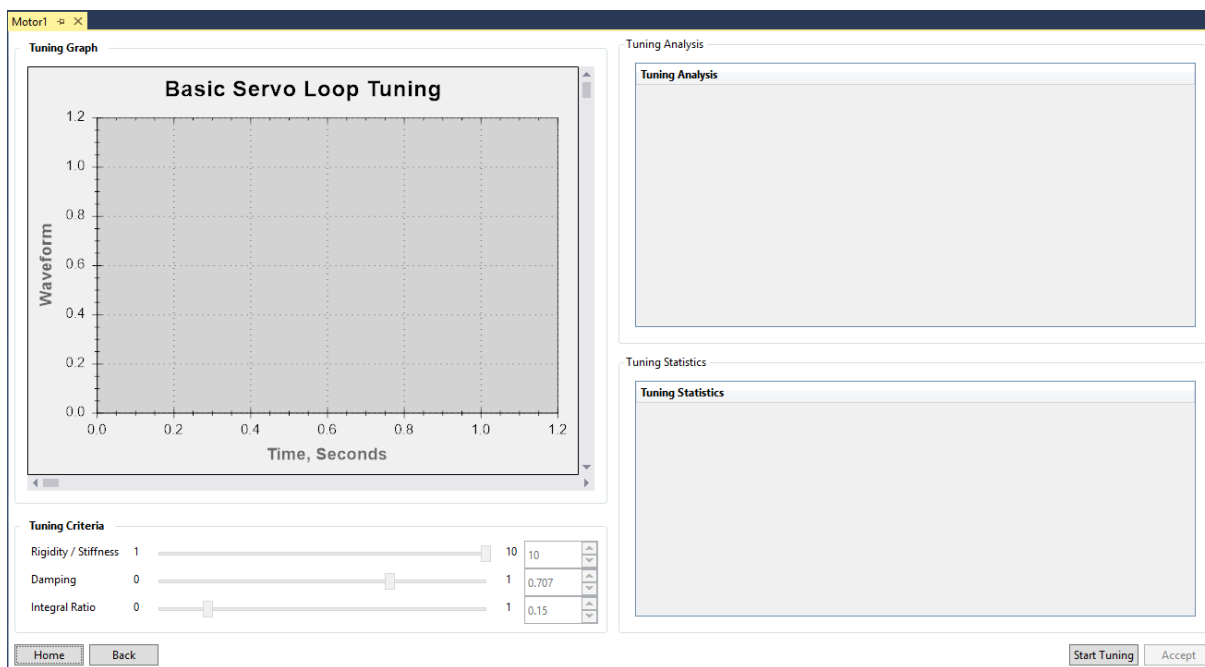 Motor1
Tuning Graph
Basic Servo Loop Tuning
1.2
1.0
0.8
0.6
0.4
0.2
0.0
Waveform
0.0 0.2 0.4 0.6 0.8 1.0 1.2
Time, Seconds
Tuning Criteria
Rigidity / Stiffness 1 10 10
Damping 0 1 0.707
Integral Ratio 0 1 0.15
Tuning Analysis
Tuning Analysis
Tuning Statistics
Tuning Statistics
Home Back Start Tuning Accept